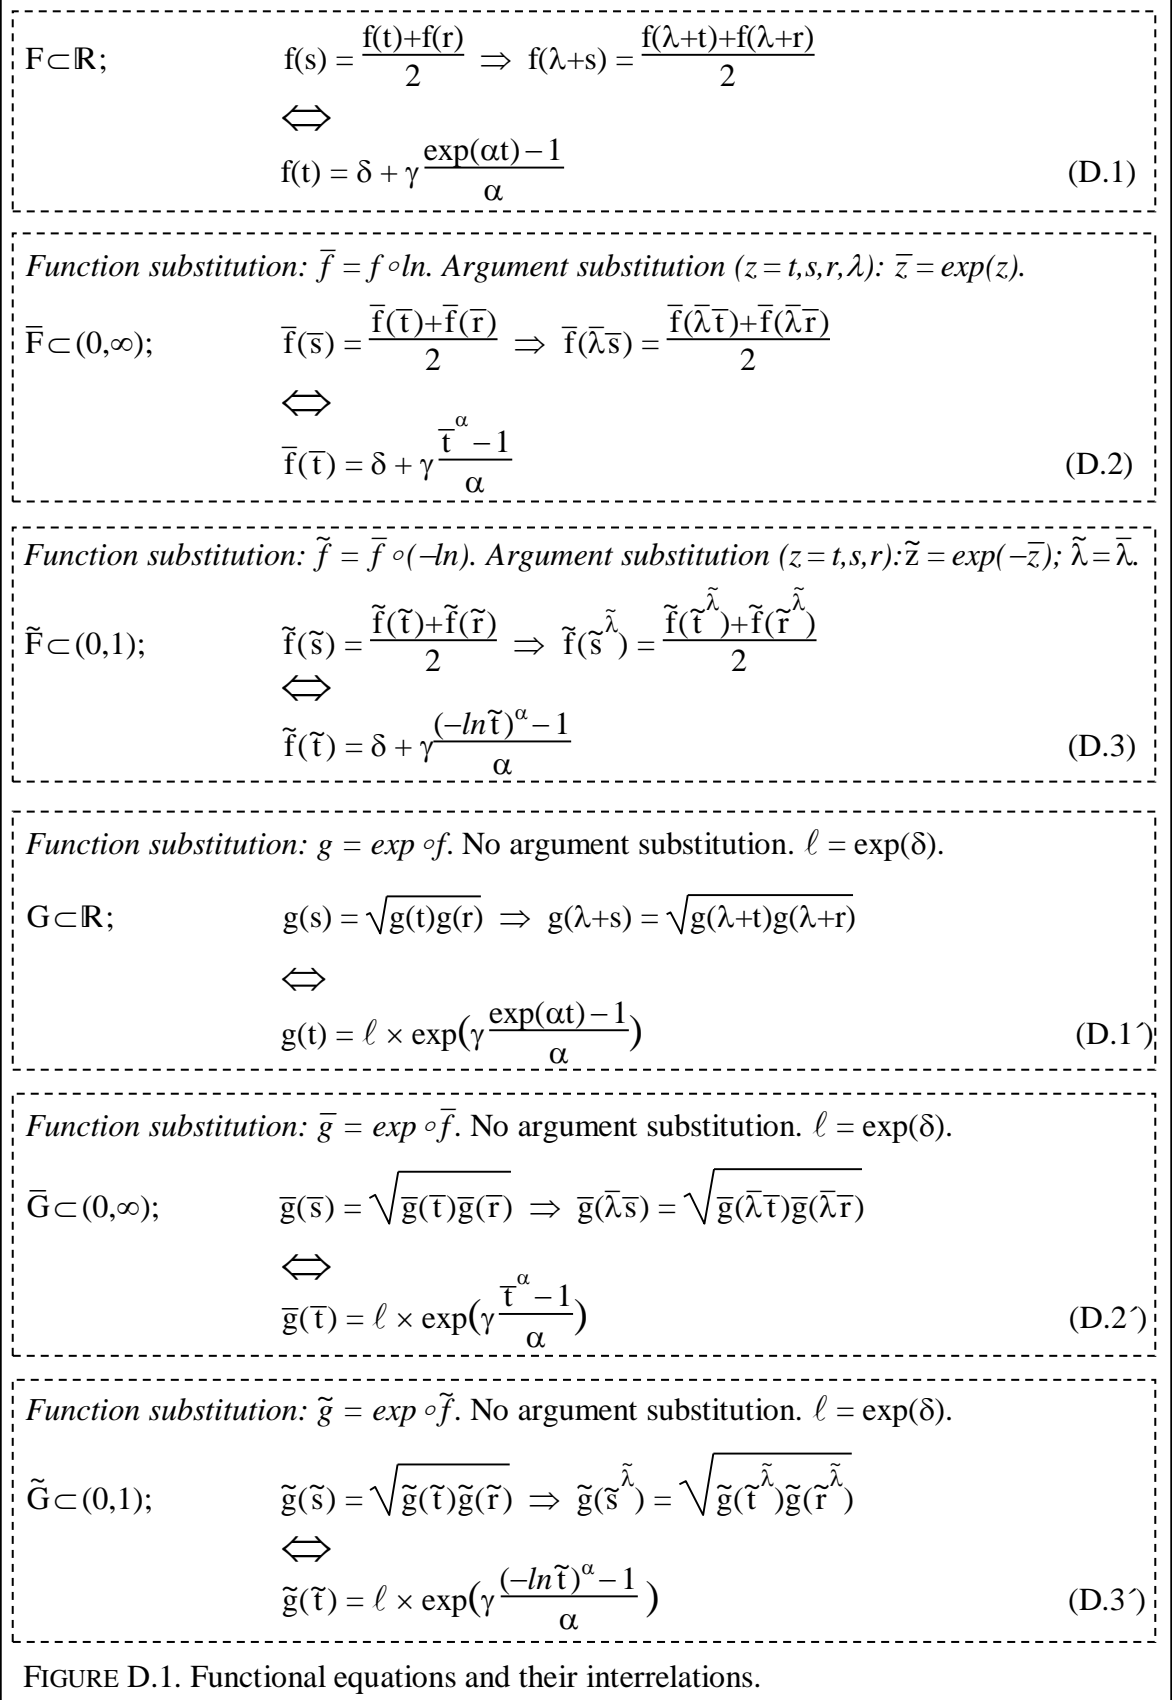 F⊂ℝ; f(s) = (f(t)+f(r))/2 ⇒ f(λ+s) = (f(λ+t)+f(λ+r))/2
⇔
f(t) = δ + γ (exp(αt) − 1)/α (D.1)
Function substitution: f̄ = f∘ln. Argument substitution (z = t,s,r,λ): z̄ = exp(z).
F̄⊂(0,∞); f̄(s̄) = (f̄(t̄)+f̄(r̄))/2 ⇒ f̄(λ̄s̄) = (f̄(λ̄t̄)+f̄(λ̄r̄))/2
⇔
f̄(t̄) = δ + γ (t̄^α − 1)/α (D.2)
Function substitution: f̃ = f̄∘(−ln). Argument substitution (z = t,s,r): z̃ = exp(−z̄); λ̃ = λ̄.
F̃⊂(0,1); f̃(s̃) = (f̃(t̃)+f̃(r̃))/2 ⇒ f̃(s̃^λ̃) = (f̃(t̃^λ̃)+f̃(r̃^λ̃))/2
⇔
f̃(t̃) = δ + γ ((−ln t̃)^α − 1)/α (D.3)
Function substitution: g = exp∘f. No argument substitution. ℓ = exp(δ).
G⊂ℝ; g(s) = √(g(t)g(r)) ⇒ g(λ+s) = √(g(λ+t)g(λ+r))
⇔
g(t) = ℓ × exp(γ (exp(αt) − 1)/α) (D.1´)
Function substitution: ḡ = exp∘f̄. No argument substitution. ℓ = exp(δ).
Ḡ⊂(0,∞); ḡ(s̄) = √(ḡ(t̄)ḡ(r̄)) ⇒ ḡ(λ̄s̄) = √(ḡ(λ̄t̄)ḡ(λ̄r̄))
⇔
ḡ(t̄) = ℓ × exp(γ (t̄^α − 1)/α) (D.2´)
Function substitution: g̃ = exp∘f̃. No argument substitution. ℓ = exp(δ).
G̃⊂(0,1); g̃(s̃) = √(g̃(t̃)g̃(r̃)) ⇒ g̃(s̃^λ̃) = √(g̃(t̃^λ̃)g̃(r̃^λ̃))
⇔
g̃(t̃) = ℓ × exp(γ ((−ln t̃)^α − 1)/α) (D.3´)
FIGURE D.1. Functional equations and their interrelations.